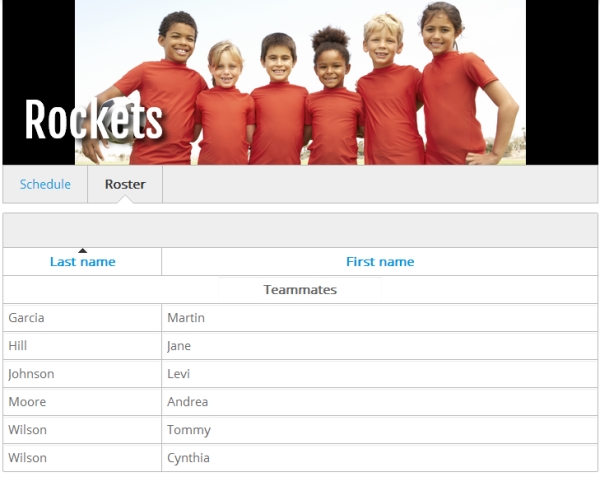 Rockets
Schedule Roster
Last name First name
Teammates
Garcia Martin
Hill Jane
Johnson Levi
Moore Andrea
Wilson Tommy
Wilson Cynthia